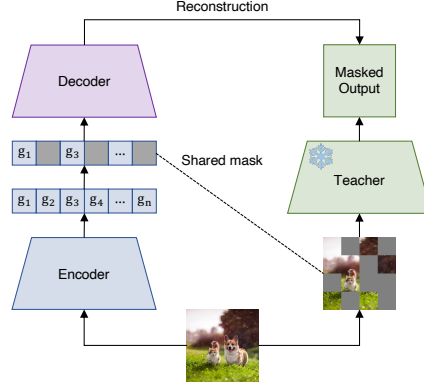 Reconstruction
Decoder
Masked
Output
g₁ g₃ ...
Shared mask
Teacher
g₁ g₂ g₃ g₄ ... gₙ
Encoder